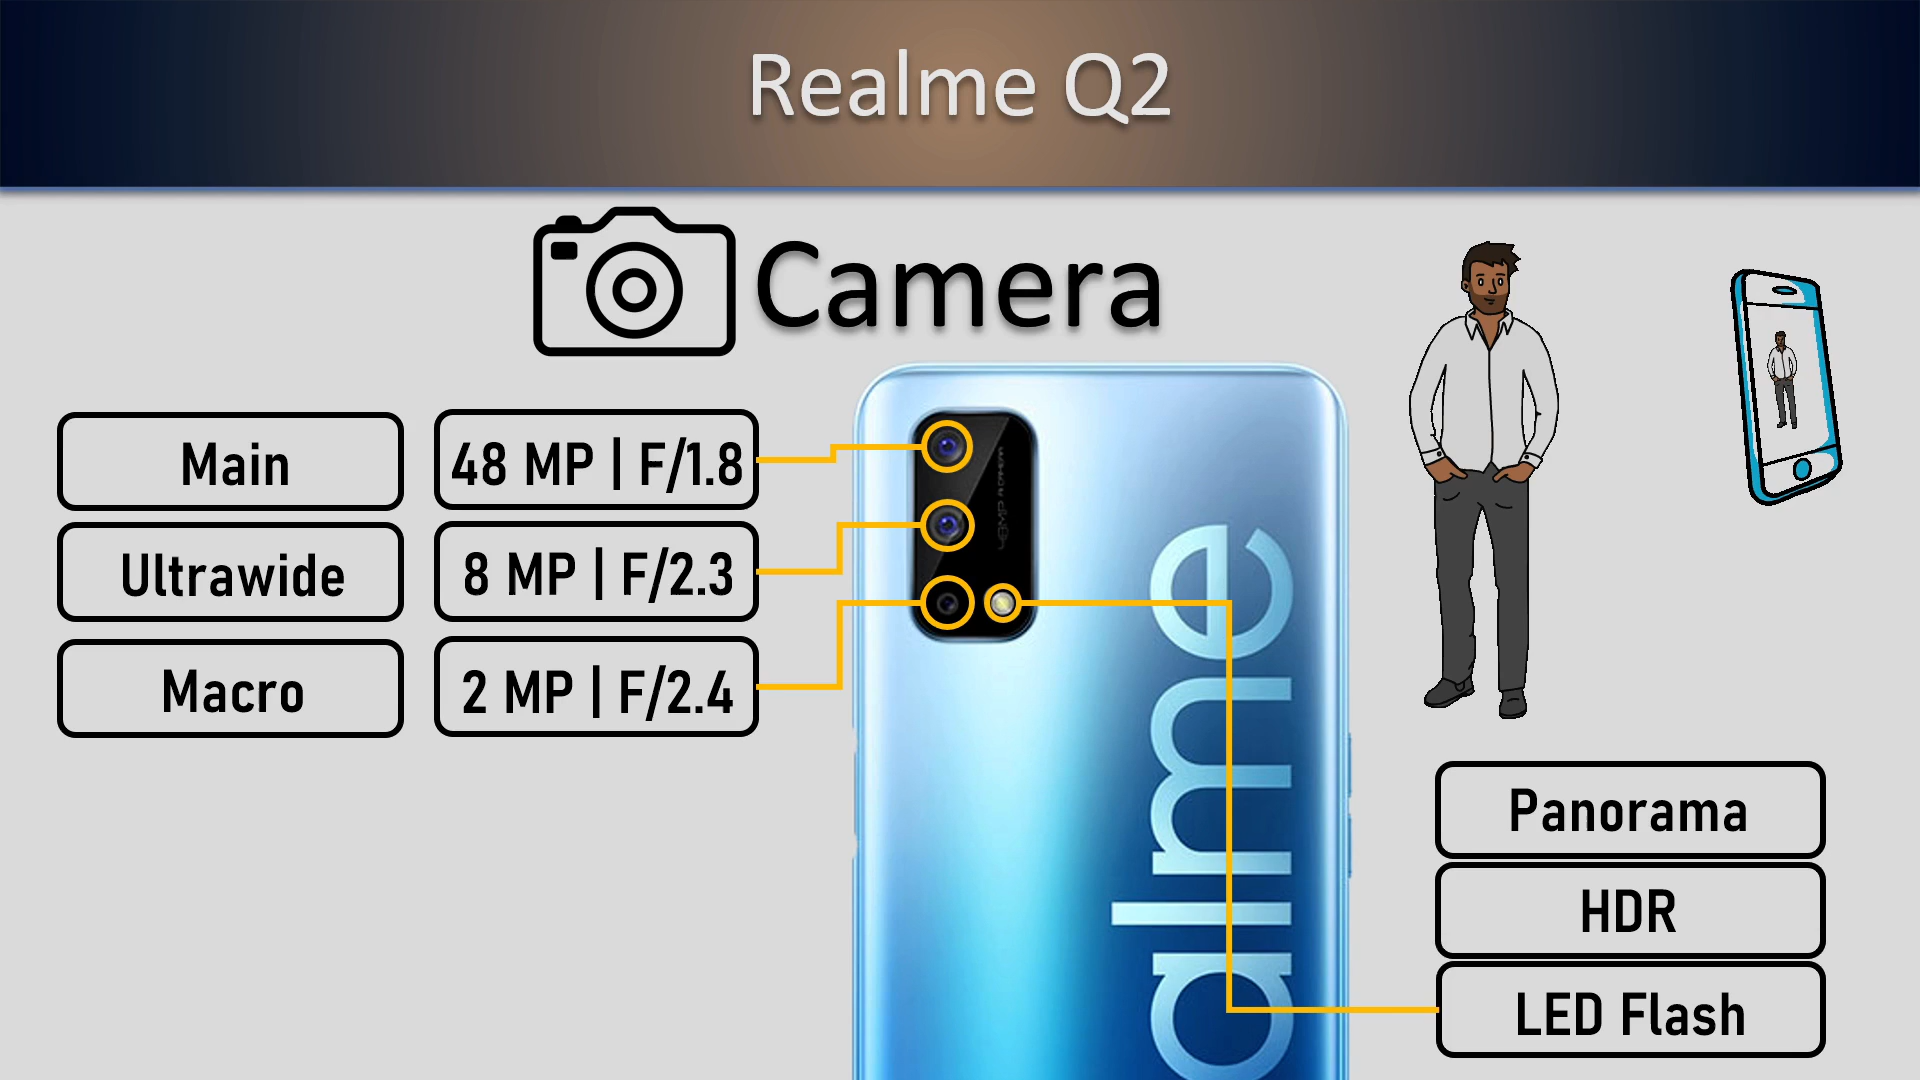 Realme Q2
Camera
Main
48 MP | F/1.8
Ultrawide
8 MP | F/2.3
Macro
2 MP | F/2.4
Panorama
HDR
LED Flash
alme